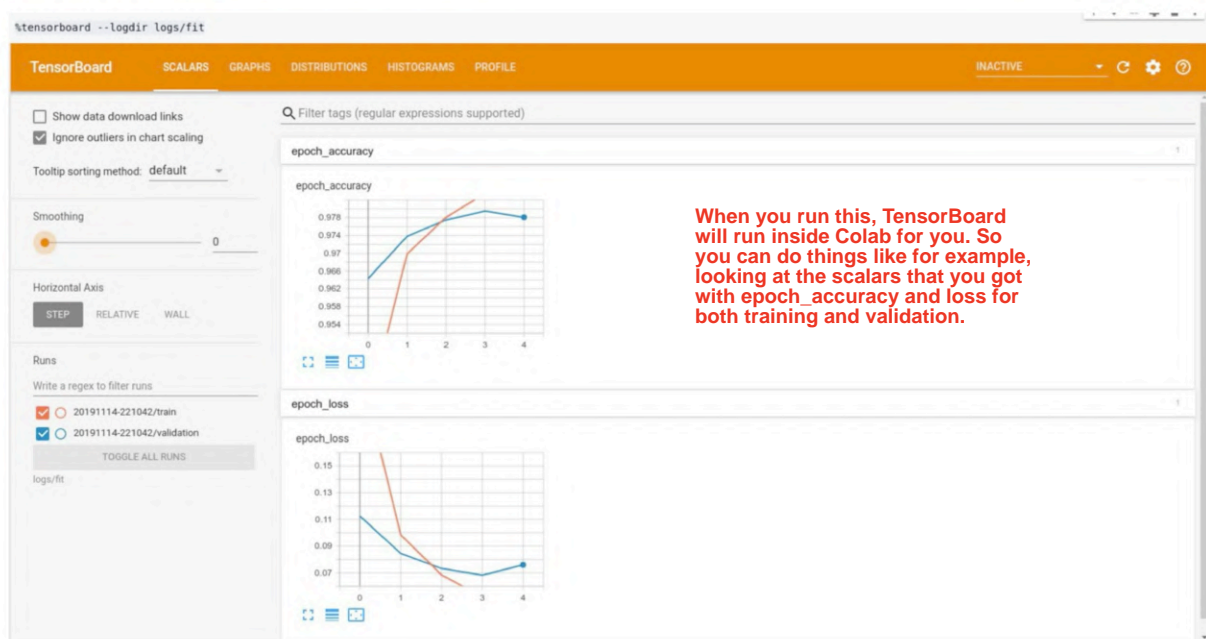 %tensorboard --logdir logs/fit
TensorBoard SCALARS GRAPHS DISTRIBUTIONS HISTOGRAMS PROFILE INACTIVE
Show data download links
Ignore outliers in chart scaling
Tooltip sorting method: default
Smoothing
0
Horizontal Axis
STEP RELATIVE WALL
Runs
Write a regex to filter runs
20191114-221042/train
20191114-221042/validation
TOGGLE ALL RUNS
logs/fit
Filter tags (regular expressions supported)
epoch_accuracy
1
epoch_accuracy
0.978
0.974
0.97
0.966
0.962
0.958
0.954
0 1 2 3 4
When you run this, TensorBoard
will run inside Colab for you. So
you can do things like for example,
looking at the scalars that you got
with epoch_accuracy and loss for
both training and validation.
epoch_loss
1
epoch_loss
0.15
0.13
0.11
0.09
0.07
0 1 2 3 4